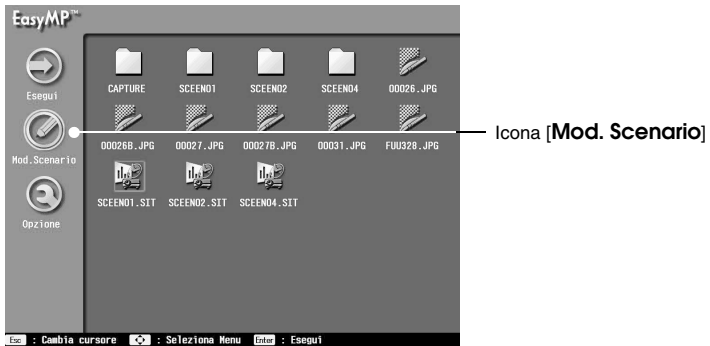 EasyMP™
Esegui
CAPTURE SCEEN01 SCEEN02 SCEEN04 00026.JPG
Icona [Mod. Scenario]
00026B.JPG 00027.JPG 00027B.JPG 00031.JPG FUU328.JPG
Mod.Scenario
SCEEN01.SIT SCEEN02.SIT SCEEN04.SIT
Opzione
Esc : Cambia cursore : Seleziona Menu Enter : Esegui